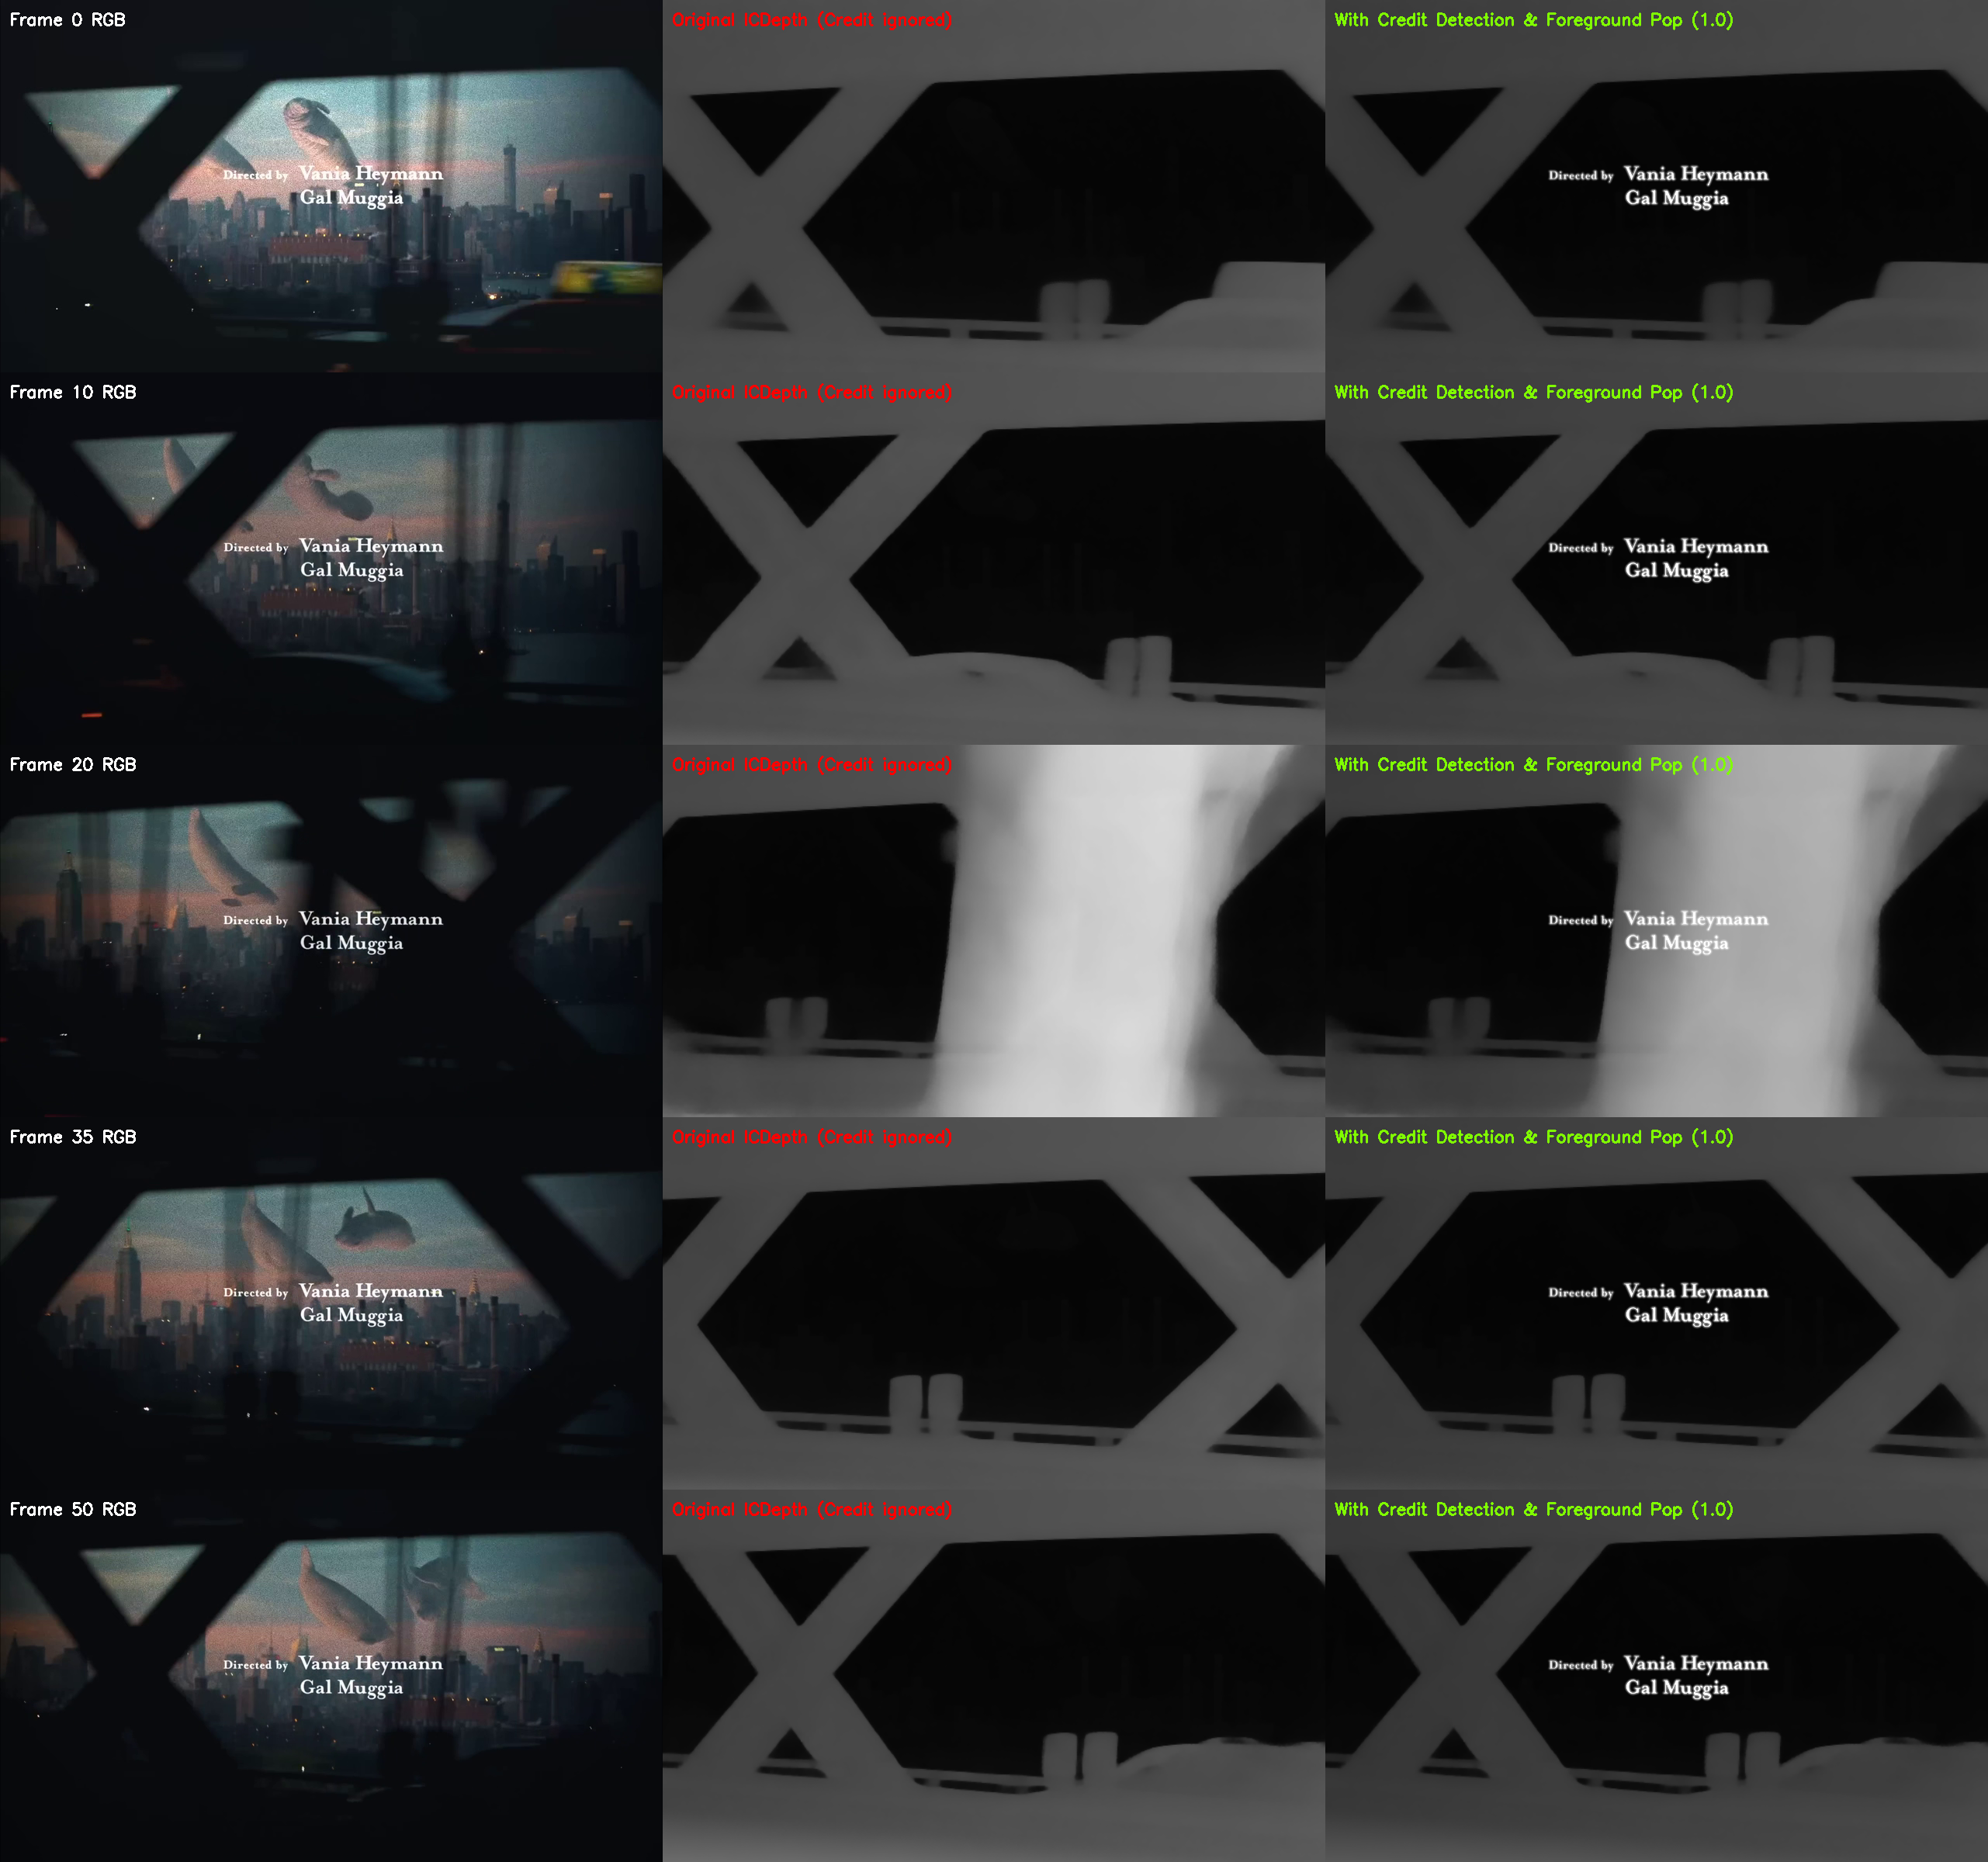 Frame 0 RGB
Original ICDepth (Credit ignored)
With Credit Detection & Foreground Pop (1.0)
Directed by Vania Heymann
Gal Muggia
Directed by Vania Heymann
Gal Muggia
Frame 10 RGB
Original ICDepth (Credit ignored)
With Credit Detection & Foreground Pop (1.0)
Directed by Vania Heymann
Gal Muggia
Directed by Vania Heymann
Gal Muggia
Frame 20 RGB
Original ICDepth (Credit ignored)
With Credit Detection & Foreground Pop (1.0)
Directed by Vania Heymann
Gal Muggia
Directed by Vania Heymann
Gal Muggia
Frame 35 RGB
Original ICDepth (Credit ignored)
With Credit Detection & Foreground Pop (1.0)
Directed by Vania Heymann
Gal Muggia
Directed by Vania Heymann
Gal Muggia
Frame 50 RGB
Original ICDepth (Credit ignored)
With Credit Detection & Foreground Pop (1.0)
Directed by Vania Heymann
Gal Muggia
Directed by Vania Heymann
Gal Muggia